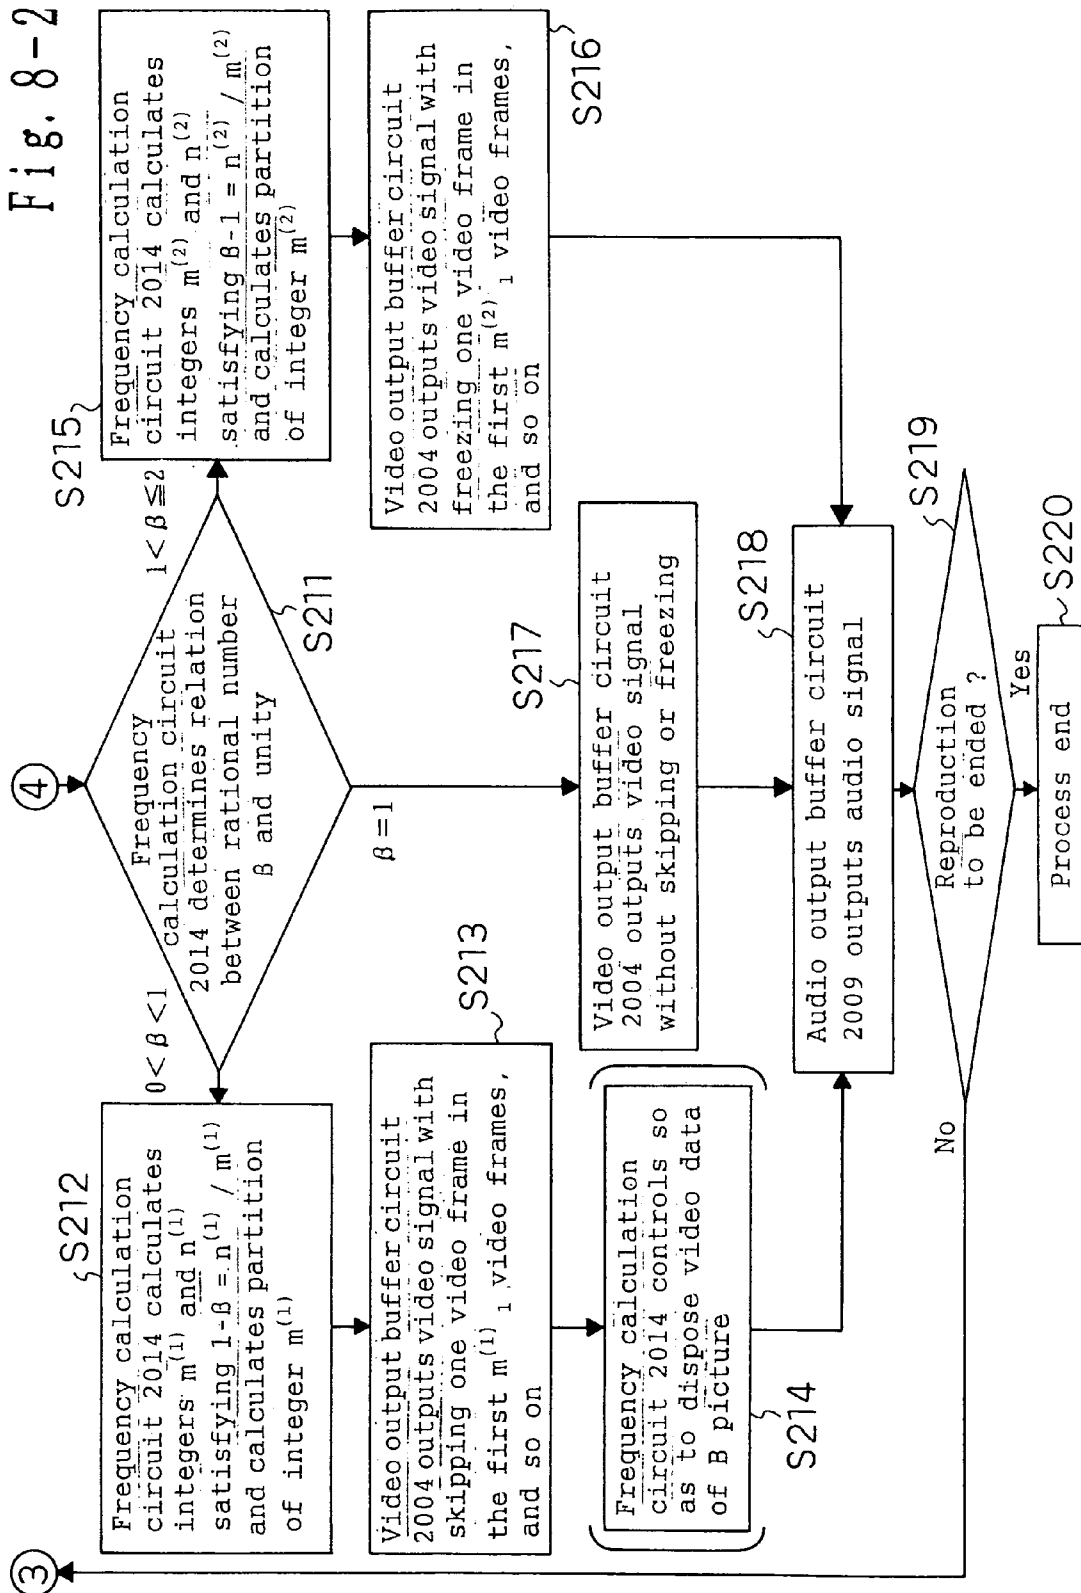 Fig. 8-2
④
Frequency
calculation circuit
2014 determines relation
between rational number
β and unity
S211
0<β<1
1<β≦2
β=1
S212
Frequency calculation
circuit 2014 calculates
integers m⁽¹⁾ and n⁽¹⁾
satisfying 1-β = n⁽¹⁾ / m⁽¹⁾
and calculates partition
of integer m⁽¹⁾
S213
Video output buffer circuit
2004 outputs video signal with
skipping one video frame in
the first m⁽¹⁾₁ video frames,
and so on
Frequency calculation
circuit 2014 controls so
as to dispose video data
of B picture
S214
S215
Frequency calculation
circuit 2014 calculates
integers m⁽²⁾ and n⁽²⁾
satisfying β-1 = n⁽²⁾ / m⁽²⁾
and calculates partition
of integer m⁽²⁾
Video output buffer circuit
2004 outputs video signal with
freezing one video frame in
the first m⁽²⁾₁ video frames,
and so on
S216
S217
Video output buffer circuit
2004 outputs video signal
without skipping or freezing
S218
Audio output buffer circuit
2009 outputs audio signal
S219
Reproduction
to be ended ?
No
Yes
S220
Process end
③